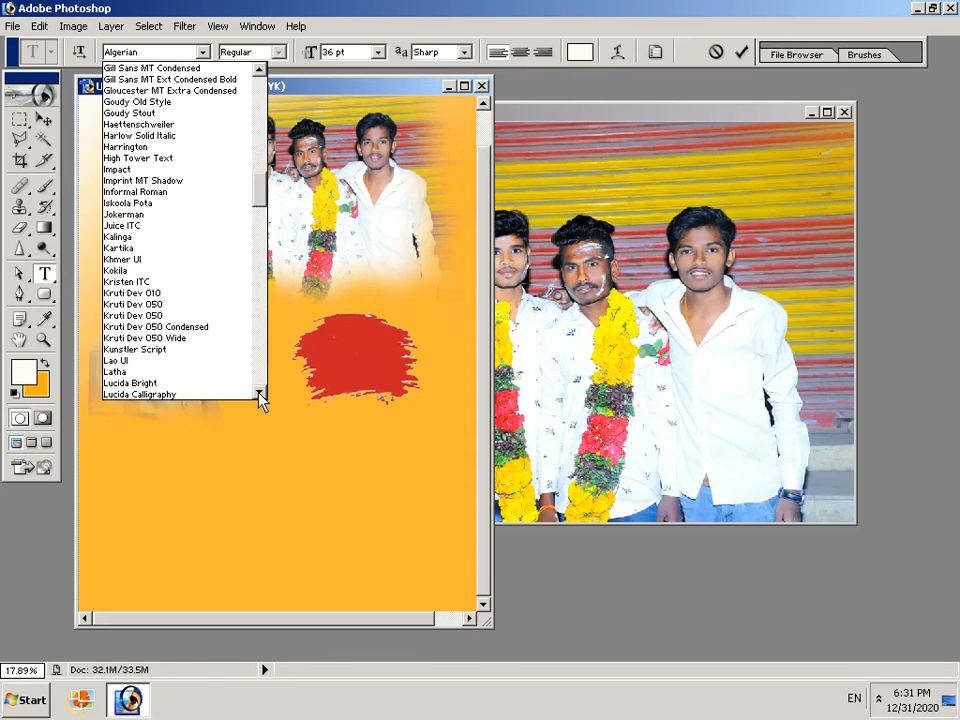 Adobe Photoshop
File Edit Image Layer Select Filter View Window Help
Algerian Regular 36 pt Sharp File Browser Brushes
Gill Sans MT Condensed
Gill Sans MT Ext Condensed Bold
Gloucester MT Extra Condensed
Goudy Old Style
Goudy Stout
Haettenschweiler
Harlow Solid Italic
Harrington
High Tower Text
Impact
Imprint MT Shadow
Informal Roman
Iskoola Pota
Jokerman
Juice ITC
Kalinga
Kartika
Khmer UI
Kokila
Kristen ITC
Kruti Dev 010
Kruti Dev 050
Kruti Dev 050
Kruti Dev 050 Condensed
Kruti Dev 050 Wide
Kunstler Script
Lao UI
Latha
Lucida Bright
Lucida Calligraphy
17.89% Doc: 32.1M/33.5M
Start EN 6:31 PM
12/31/2020